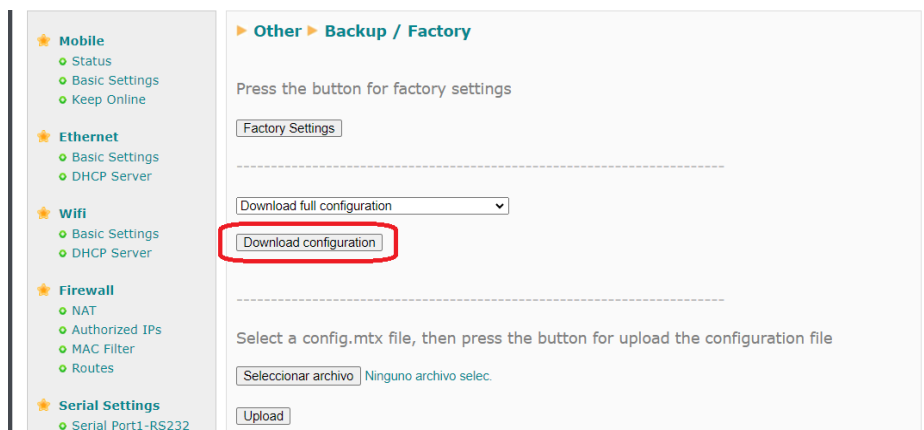 Mobile
Status
Basic Settings
Keep Online
Ethernet
Basic Settings
DHCP Server
Wifi
Basic Settings
DHCP Server
Firewall
NAT
Authorized IPs
MAC Filter
Routes
Serial Settings
Serial Port1-RS232
Other Backup / Factory
Press the button for factory settings
Factory Settings
Download full configuration
Download configuration
Select a config.mtx file, then press the button for upload the configuration file
Seleccionar archivo Ninguno archivo selec.
Upload